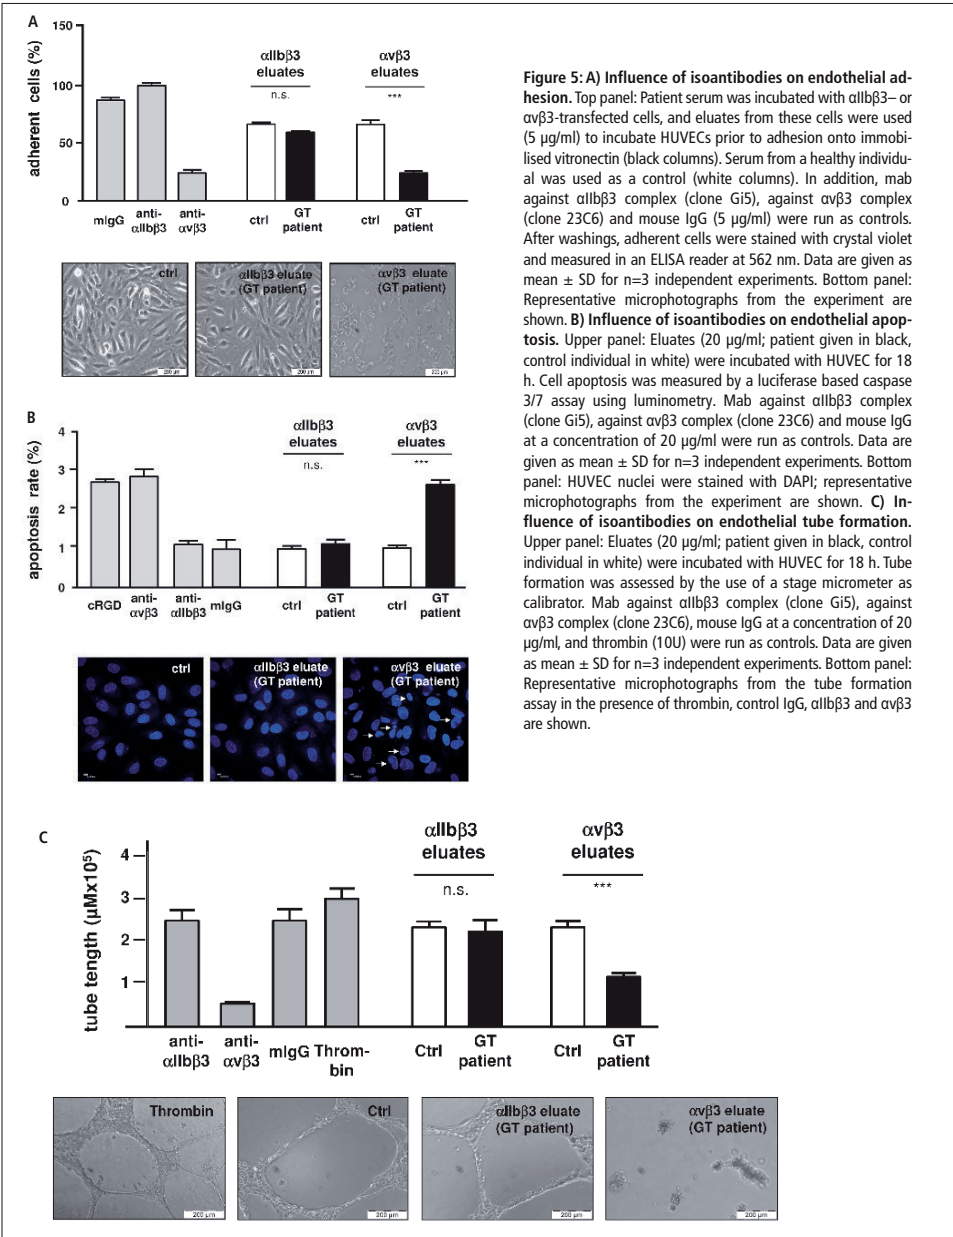 A
150
100
50
0
adherent cells (%)
αIIbβ3
eluates
n.s.
αvβ3
eluates
***
mIgG
anti-
αIIbβ3
anti-
αvβ3
ctrl
GT
patient
ctrl
GT
patient
ctrl
200 µm
αIIbβ3 eluate
(GT patient)
200 µm
αvβ3 eluate
(GT patient)
200 µm
B
4
3
2
1
0
apoptosis rate (%)
αIIbβ3
eluates
n.s.
αvβ3
eluates
***
cRGD
anti-
αvβ3
anti-
αIIbβ3
mIgG
ctrl
GT
patient
ctrl
GT
patient
ctrl
αIIbβ3 eluate
(GT patient)
αvβ3 eluate
(GT patient)
Figure 5: A) Influence of isoantibodies on endothelial ad-
hesion. Top panel: Patient serum was incubated with αIIbβ3– or
αvβ3-transfected cells, and eluates from these cells were used
(5 µg/ml) to incubate HUVECs prior to adhesion onto immobi-
lised vitronectin (black columns). Serum from a healthy individu-
al was used as a control (white columns). In addition, mab
against αIIbβ3 complex (clone Gi5), against αvβ3 complex
(clone 23C6) and mouse IgG (5 µg/ml) were run as controls.
After washings, adherent cells were stained with crystal violet
and measured in an ELISA reader at 562 nm. Data are given as
mean ± SD for n=3 independent experiments. Bottom panel:
Representative microphotographs from the experiment are
shown. B) Influence of isoantibodies on endothelial apop-
tosis. Upper panel: Eluates (20 µg/ml; patient given in black,
control individual in white) were incubated with HUVEC for 18
h. Cell apoptosis was measured by a luciferase based caspase
3/7 assay using luminometry. Mab against αIIbβ3 complex
(clone Gi5), against αvβ3 complex (clone 23C6) and mouse IgG
at a concentration of 20 µg/ml were run as controls. Data are
given as mean ± SD for n=3 independent experiments. Bottom
panel: HUVEC nuclei were stained with DAPI; representative
microphotographs from the experiment are shown. C) In-
fluence of isoantibodies on endothelial tube formation.
Upper panel: Eluates (20 µg/ml; patient given in black, control
individual in white) were incubated with HUVEC for 18 h. Tube
formation was assessed by the use of a stage micrometer as
calibrator. Mab against αIIbβ3 complex (clone Gi5), against
αvβ3 complex (clone 23C6), mouse IgG at a concentration of 20
µg/ml, and thrombin (10U) were run as controls. Data are given
as mean ± SD for n=3 independent experiments. Bottom panel:
Representative microphotographs from the tube formation
assay in the presence of thrombin, control IgG, αIIbβ3 and αvβ3
are shown.
C
4
3
2
1
tube tength (µMx10⁵)
αIIbβ3
eluates
n.s.
αvβ3
eluates
***
anti-
αIIbβ3
anti-
αvβ3
mIgG
Throm-
bin
Ctrl
GT
patient
Ctrl
GT
patient
Thrombin
200 µm
Ctrl
200 µm
αIIbβ3 eluate
(GT patient)
200 µm
αvβ3 eluate
(GT patient)
200 µm